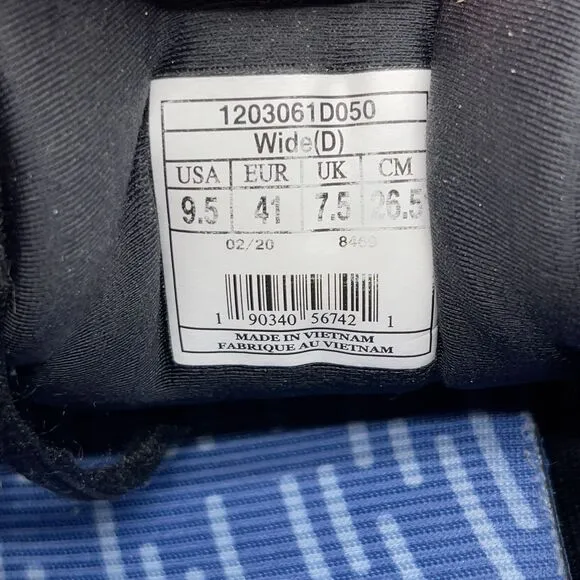 1203061D050
Wide(D)
USA EUR UK CM
9.5 41 7.5 26.5
02/20
1 90340 56742 1
MADE IN VIETNAM
FABRIQUE AU VIETNAM